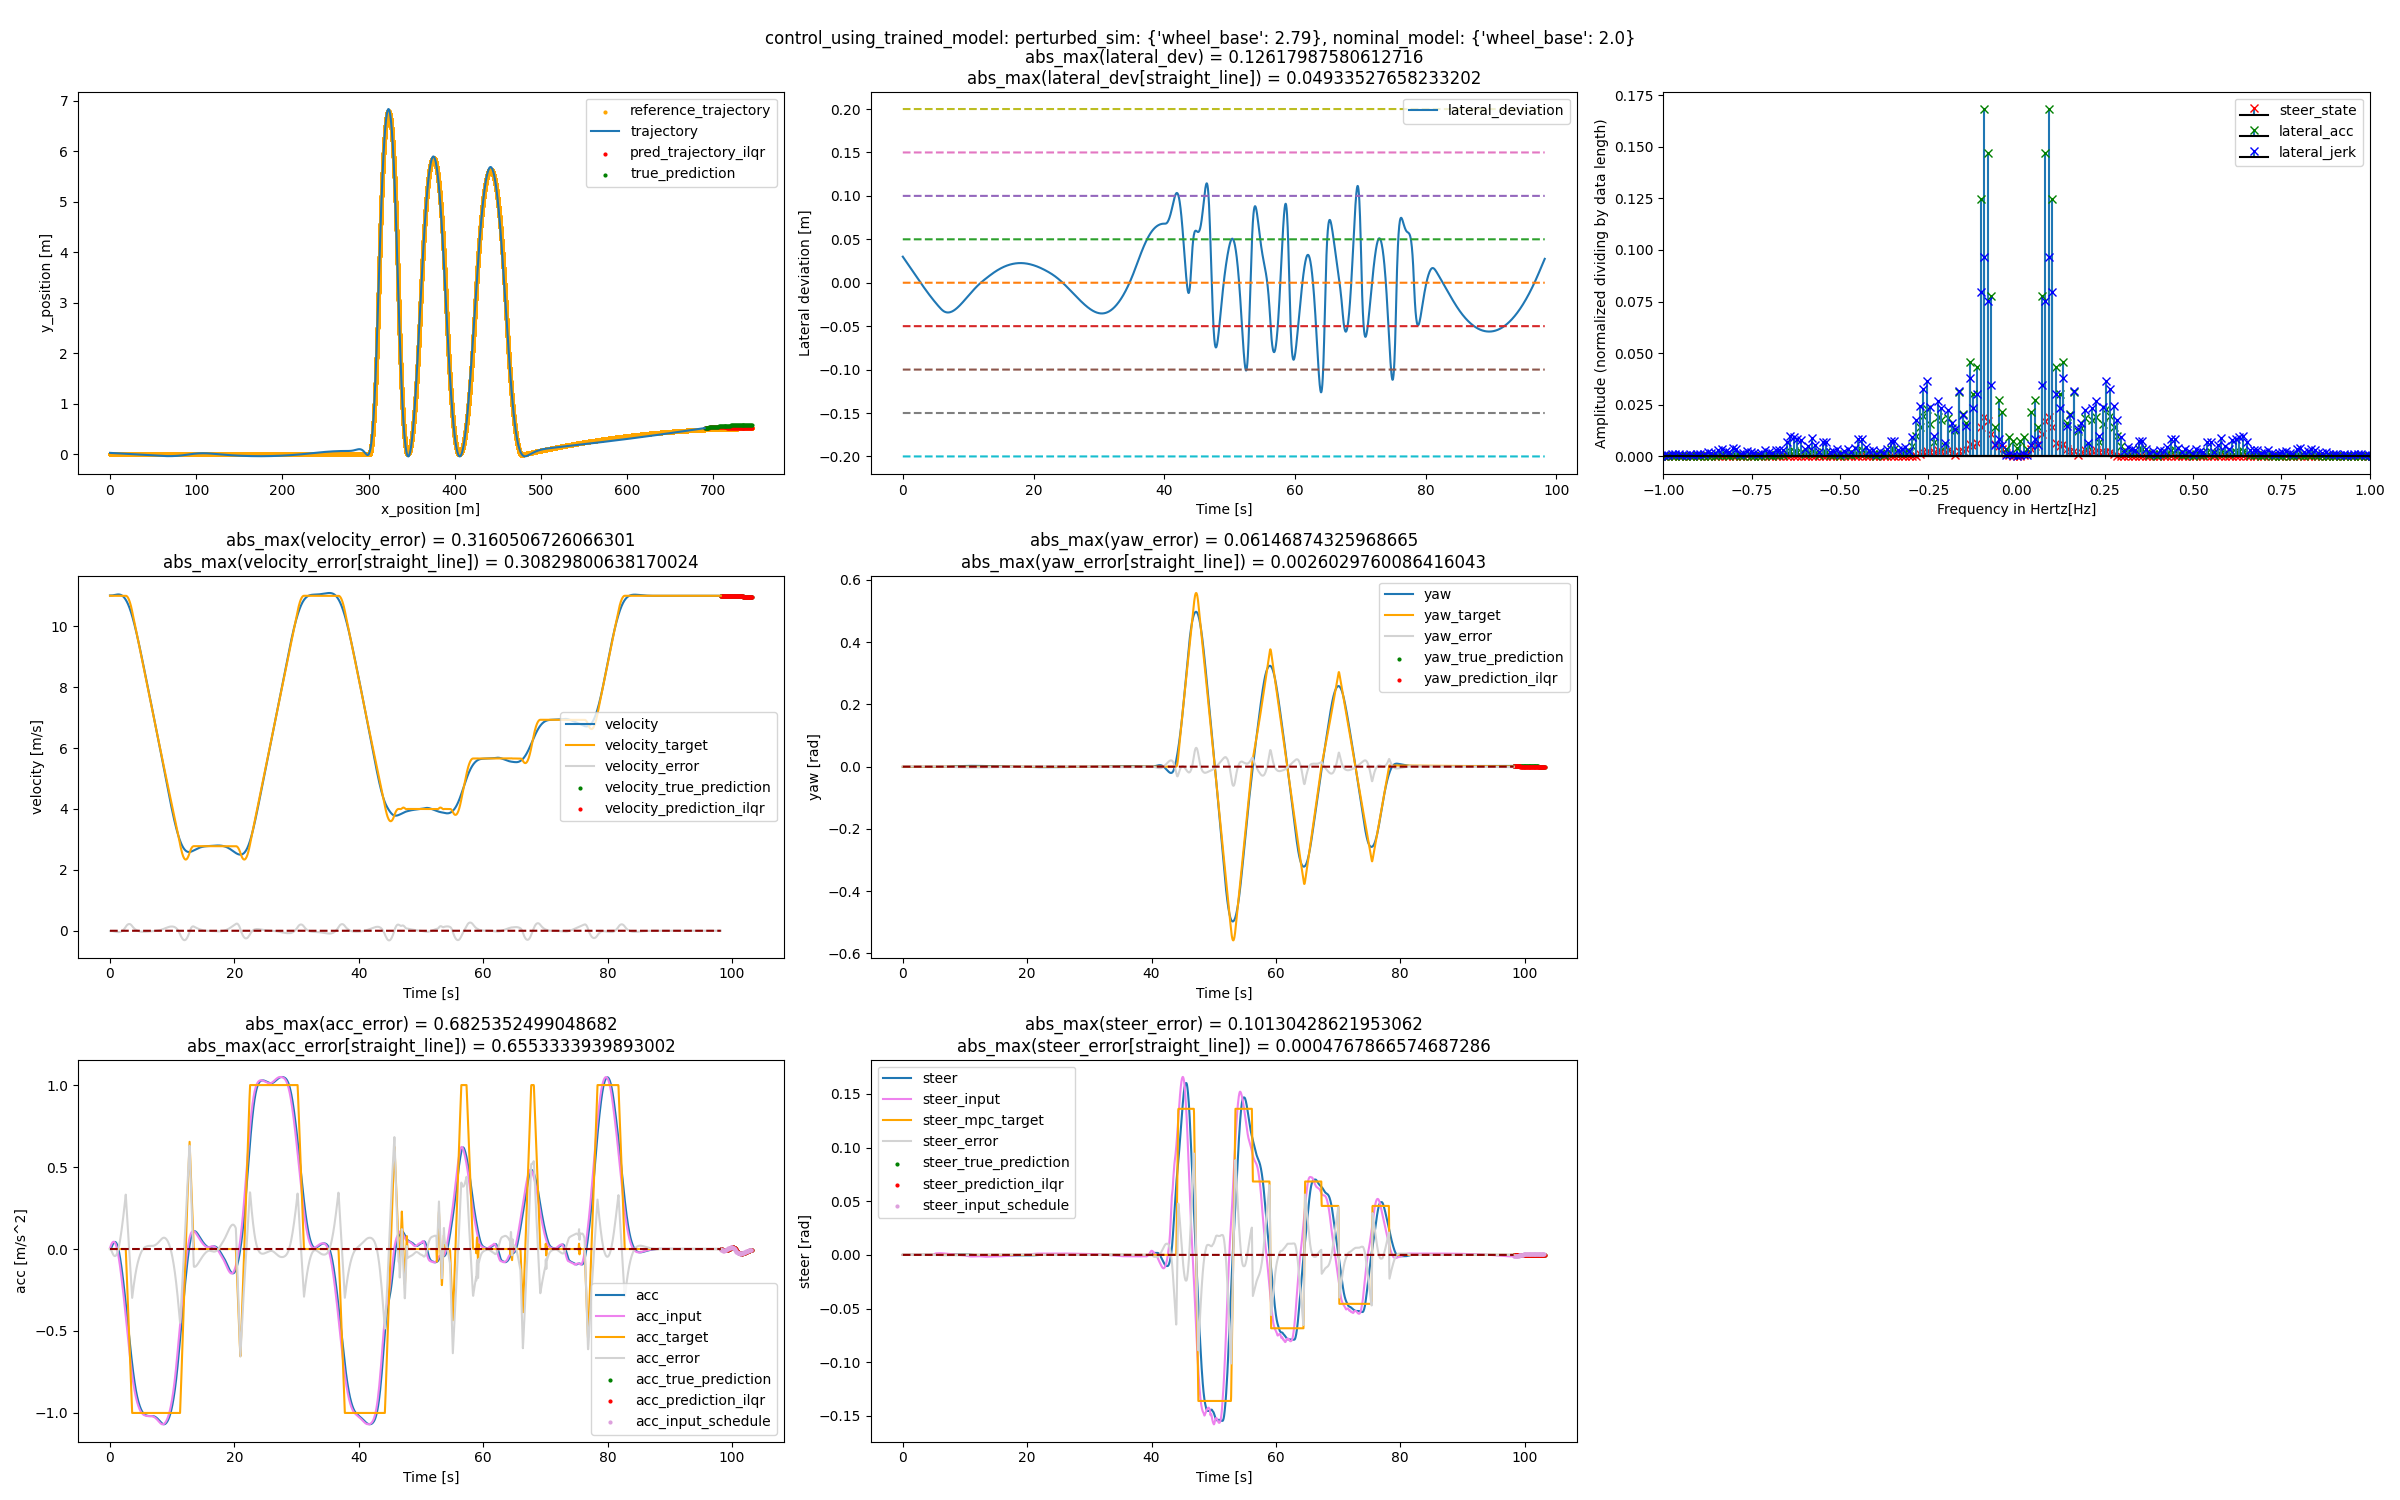 control_using_trained_model: perturbed_sim: {'wheel_base': 2.79}, nominal_model: {'wheel_base': 2.0}
abs_max(lateral_dev) = 0.12617987580612716
abs_max(lateral_dev[straight_line]) = 0.04933527658233202
7
6
5
4
3
2
1
0
y_position [m]
reference_trajectory
trajectory
pred_trajectory_ilqr
true_prediction
0
100
200
300
400
500
600
700
x_position [m]
0.20
0.15
0.10
0.05
0.00
−0.05
−0.10
−0.15
−0.20
Lateral deviation [m]
lateral_deviation
0
20
40
60
80
100
Time [s]
0.175
0.150
0.125
0.100
0.075
0.050
0.025
0.000
Amplitude (normalized dividing by data length)
steer_state
lateral_acc
lateral_jerk
−1.00
−0.75
−0.50
−0.25
0.00
0.25
0.50
0.75
1.00
Frequency in Hertz[Hz]
abs_max(velocity_error) = 0.3160506726066301
abs_max(velocity_error[straight_line]) = 0.30829800638170024
10
8
6
4
2
0
velocity [m/s]
velocity
velocity_target
velocity_error
velocity_true_prediction
velocity_prediction_ilqr
0
20
40
60
80
100
Time [s]
abs_max(yaw_error) = 0.06146874325968665
abs_max(yaw_error[straight_line]) = 0.0026029760086416043
0.6
0.4
0.2
0.0
−0.2
−0.4
−0.6
yaw [rad]
yaw
yaw_target
yaw_error
yaw_true_prediction
yaw_prediction_ilqr
0
20
40
60
80
100
Time [s]
abs_max(acc_error) = 0.6825352499048682
abs_max(acc_error[straight_line]) = 0.6553333939893002
1.0
0.5
0.0
−0.5
−1.0
acc [m/s^2]
acc
acc_input
acc_target
acc_error
acc_true_prediction
acc_prediction_ilqr
acc_input_schedule
0
20
40
60
80
100
Time [s]
abs_max(steer_error) = 0.10130428621953062
abs_max(steer_error[straight_line]) = 0.0004767866574687286
0.15
0.10
0.05
0.00
−0.05
−0.10
−0.15
steer [rad]
steer
steer_input
steer_mpc_target
steer_error
steer_true_prediction
steer_prediction_ilqr
steer_input_schedule
0
20
40
60
80
100
Time [s]